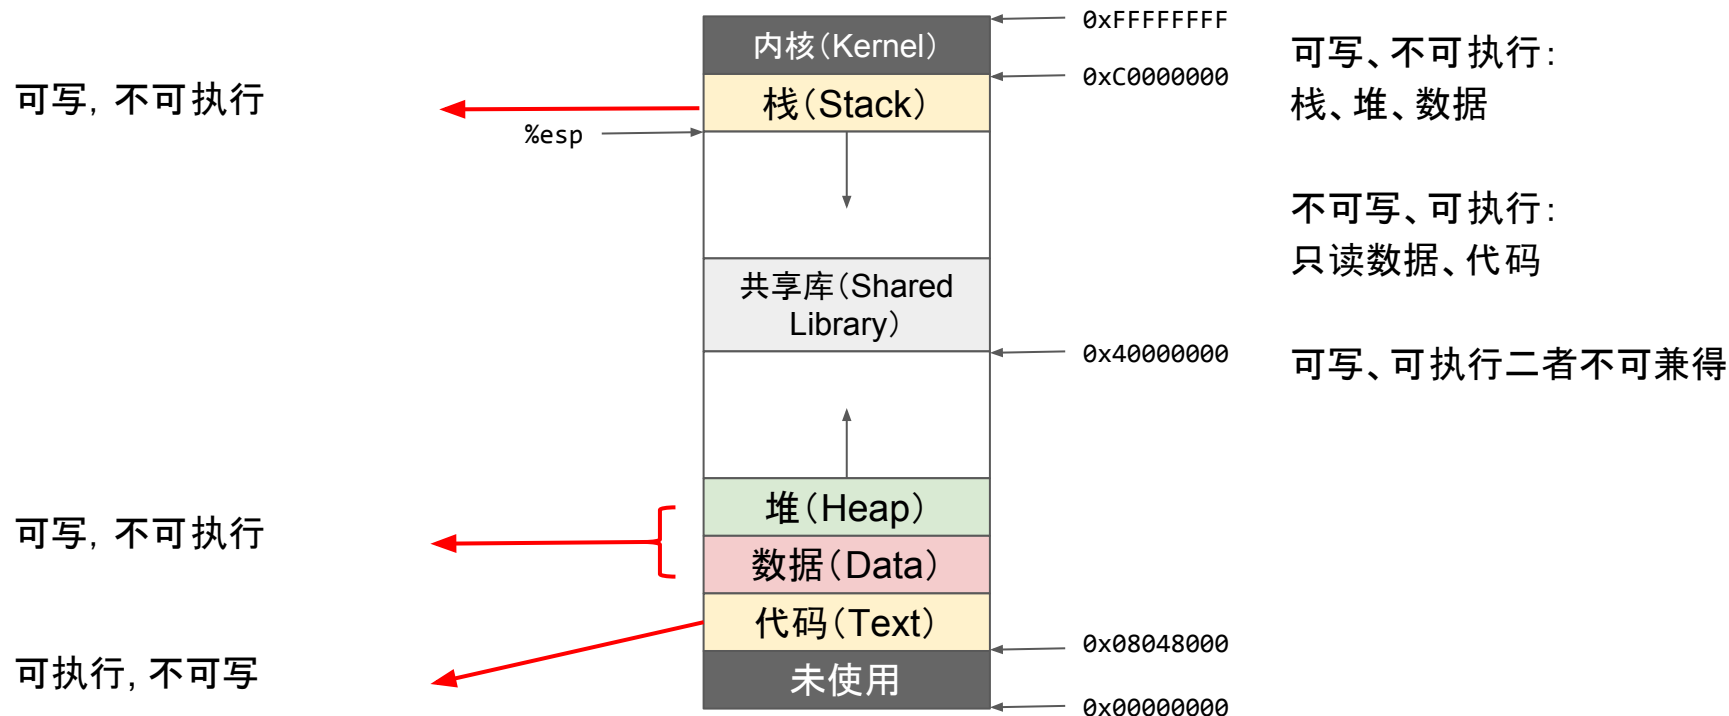 内核（Kernel）
0xFFFFFFFF
可写、不可执行：
0xC0000000
可写，不可执行
栈（Stack）
栈、堆、数据
%esp
不可写、可执行：
只读数据、代码
共享库（Shared
Library）
0x40000000
可写、可执行二者不可兼得
堆（Heap）
可写，不可执行
数据（Data）
代码（Text）
0x08048000
可执行，不可写
未使用
0x00000000